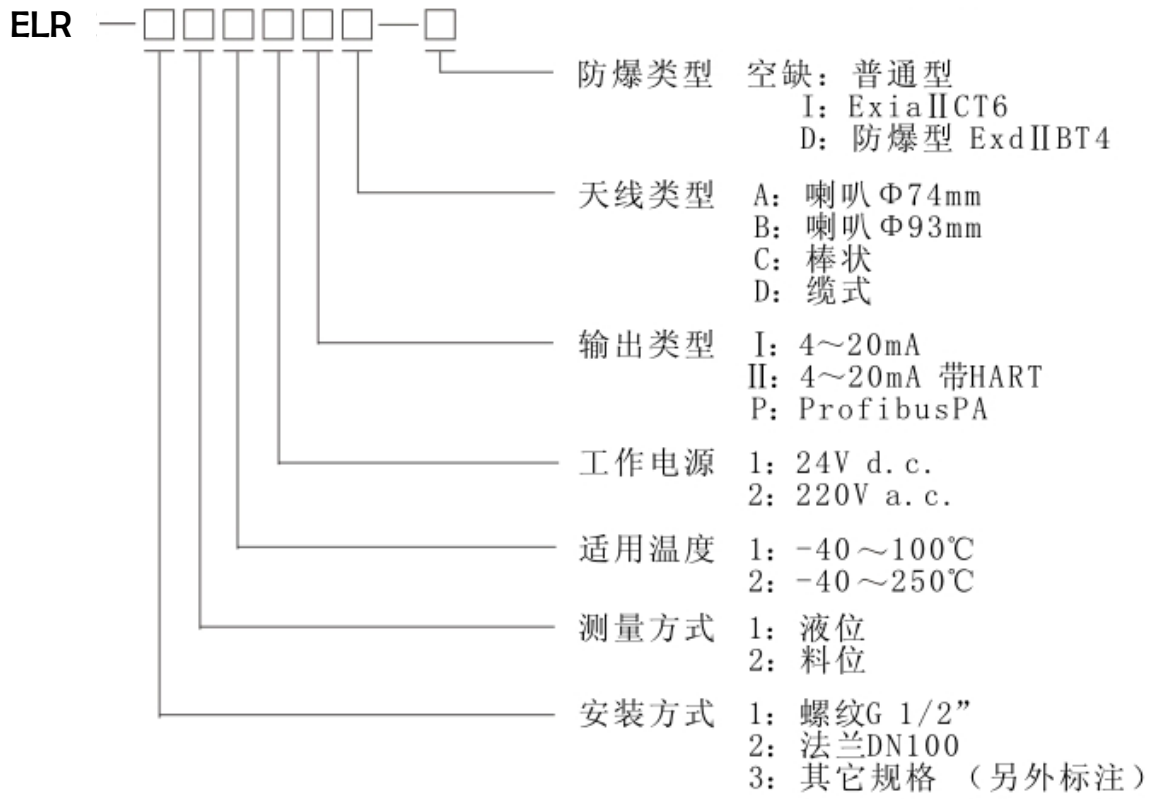 ELR —□□□□□□—□
防爆类型 空缺：普通型
I：ExiaⅡCT6
D：防爆型 ExdⅡBT4
天线类型 A：喇叭Φ74mm
B：喇叭Φ93mm
C：棒状
D：缆式
输出类型 I：4～20mA
Ⅱ：4～20mA 带HART
P：ProfibusPA
工作电源 1：24V d.c.
2：220V a.c.
适用温度 1：-40～100℃
2：-40～250℃
测量方式 1：液位
2：料位
安装方式 1：螺纹G 1/2”
2：法兰DN100
3：其它规格 （另外标注）